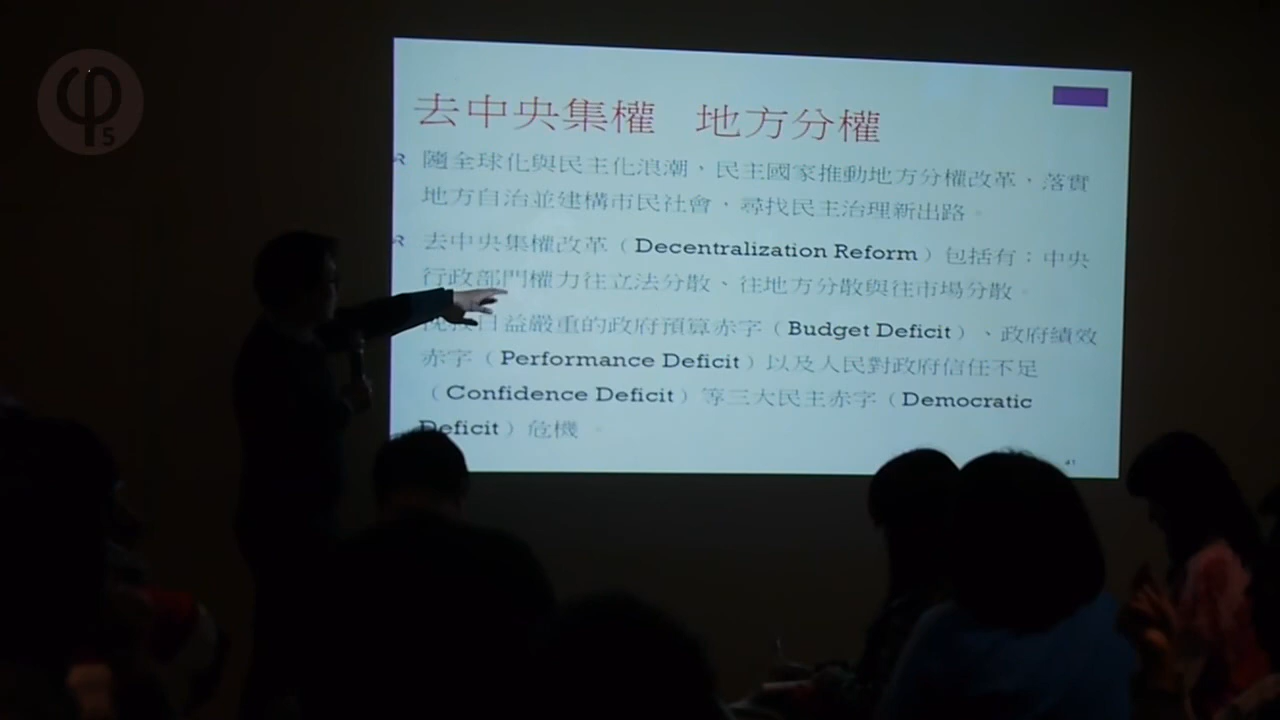 φ5
去中央集權 地方分權
隨全球化與民主化浪潮，民主國家推動地方分權改革，落實
地方自治並建構市民社會，尋找民主治理新出路。
去中央集權改革（Decentralization Reform）包括有：中央
行政部門權力往立法分散、往地方分散與往市場分散。
日益嚴重的政府預算赤字（Budget Deficit）、政府績效
赤字（Performance Deficit）以及人民對政府信任不足
（Confidence Deficit）等三大民主赤字（Democratic
Deficit）危機。
41